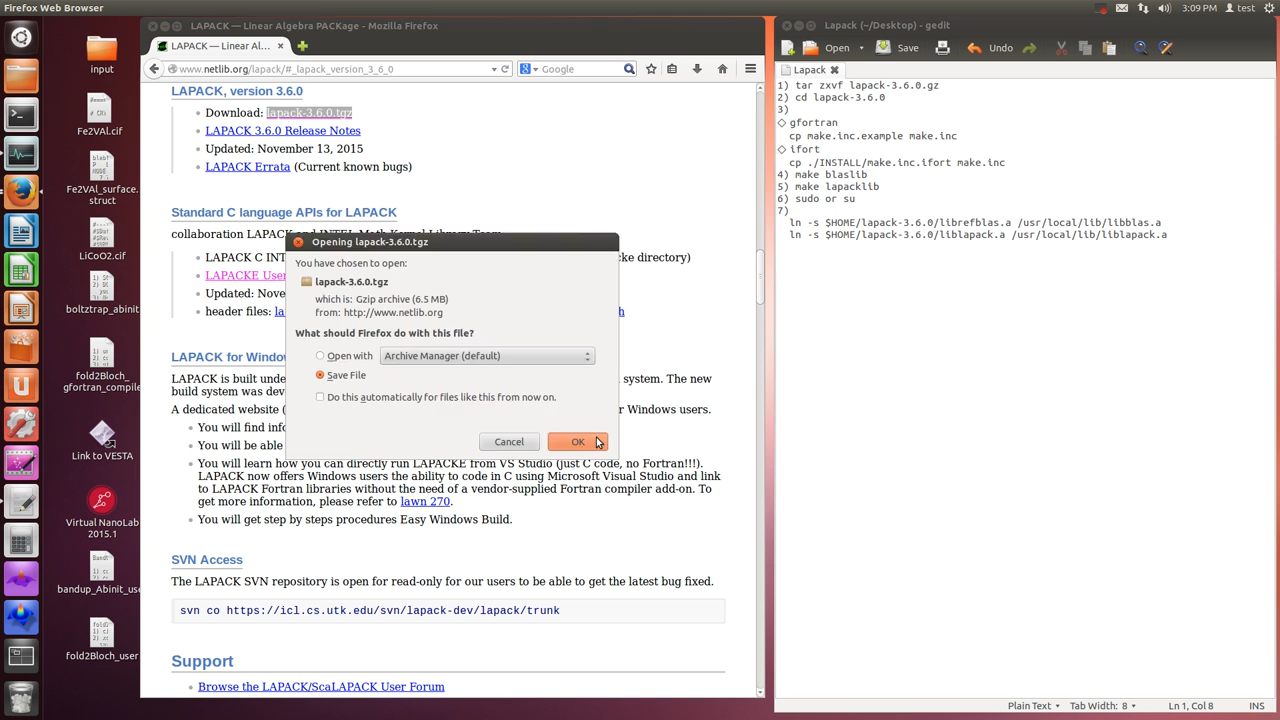 Firefox Web Browser
3:09 PM
test
LAPACK — Linear Algebra PACKage - Mozilla Firefox
LAPACK — Linear Al...
www.netlib.org/lapack/#_lapack_version_3_6_0
Google
LAPACK, version 3.6.0
Download: lapack-3.6.0.tgz
LAPACK 3.6.0 Release Notes
Updated: November 13, 2015
LAPACK Errata (Current known bugs)
Standard C language APIs for LAPACK
LAPACK C INT
LAPACKE User
Updated: Nove
header files: la
LAPACK for Window
LAPACK is built unde
system. The new
build system was dev
A dedicated website (
r Windows users.
You will find info
You will be able
You will learn how you can directly run LAPACKE from VS Studio (just C code, no Fortran!!!).
LAPACK now offers Windows users the ability to code in C using Microsoft Visual Studio and link
to LAPACK Fortran libraries without the need of a vendor-supplied Fortran compiler add-on. To
get more information, please refer to lawn 270.
You will get step by steps procedures Easy Windows Build.
SVN Access
The LAPACK SVN repository is open for read-only for our users to be able to get the latest bug fixed.
svn co https://icl.cs.utk.edu/svn/lapack-dev/lapack/trunk
Support
Browse the LAPACK/ScaLAPACK User Forum
Opening lapack-3.6.0.tgz
You have chosen to open:
lapack-3.6.0.tgz
which is: Gzip archive (6.5 MB)
from: http://www.netlib.org
What should Firefox do with this file?
Open with Archive Manager (default)
Save File
Do this automatically for files like this from now on.
Cancel OK
input
Fe2VAl.cif
Fe2VAl_surface.
struct
LiCoO2.cif
boltztrap_abinit
fold2Bloch_
gfortran_compile
Link to VESTA
Virtual NanoLab
2015.1
bandup_Abinit_use
fold2Bloch_user
Lapack (~/Desktop) - gedit
Open Save Undo
Lapack
1) tar zxvf lapack-3.6.0.gz
2) cd lapack-3.6.0
3)
◇ gfortran
cp make.inc.example make.inc
◇ ifort
cp ./INSTALL/make.inc.ifort make.inc
4) make blaslib
5) make lapacklib
6) sudo or su
7)
ln -s $HOME/lapack-3.6.0/librefblas.a /usr/local/lib/libblas.a
ln -s $HOME/lapack-3.6.0/liblapack.a /usr/local/lib/liblapack.a
Plain Text Tab Width: 8 Ln 1, Col 8 INS